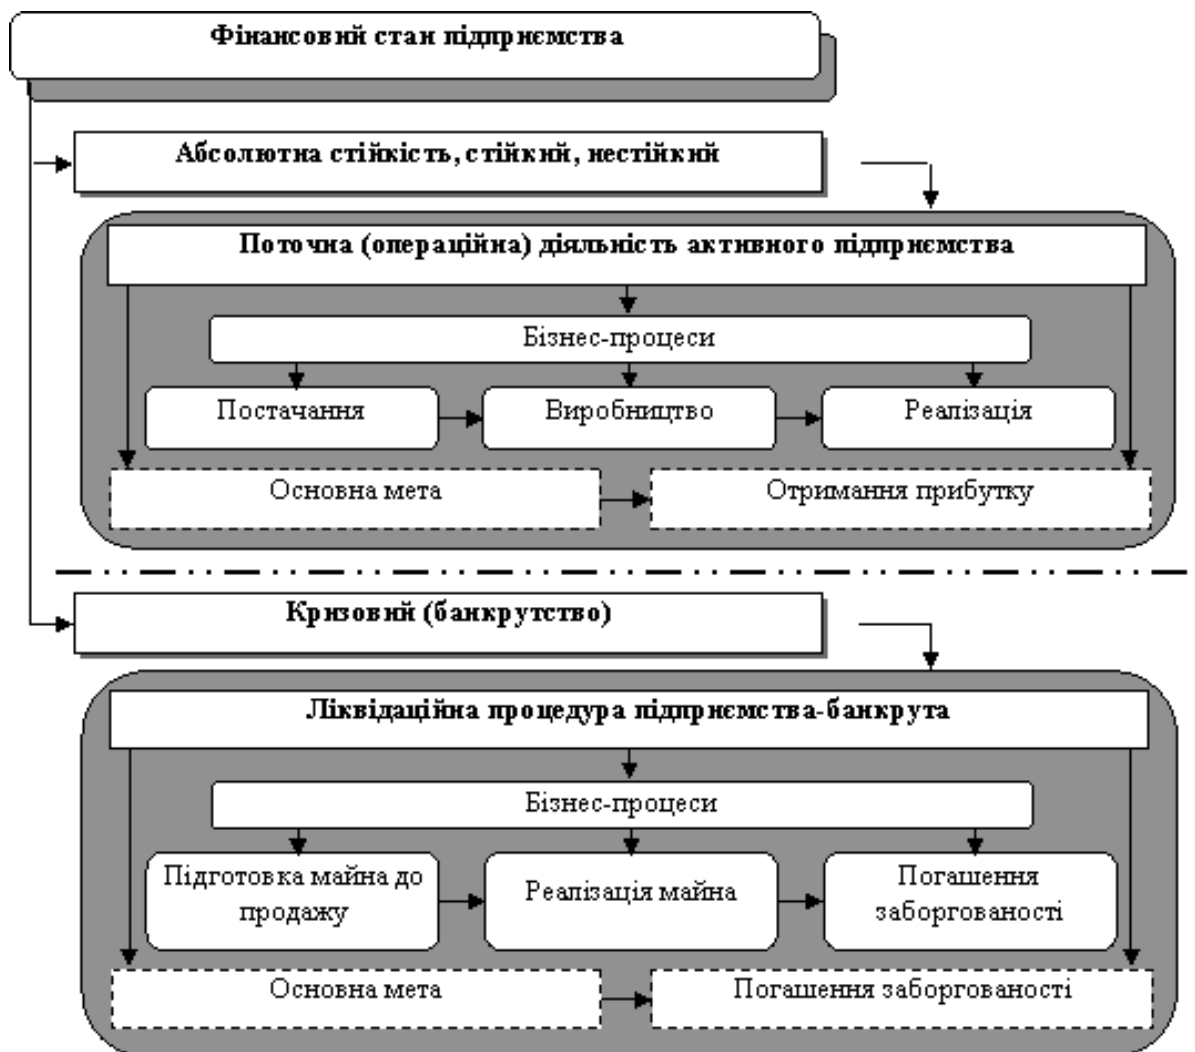 Фінансовий стан підприємства
Абсолютна стійкість, стійкий, нестійкий
Поточна (операційна) діяльність активного підприємства
Бізнес-процеси
Постачання
Виробництво
Реалізація
Основна мета
Отримання прибутку
Кризовий (банкрутство)
Ліквідаційна процедура підприємства-банкрута
Бізнес-процеси
Підготовка майна до
продажу
Реалізація майна
Погашення
заборгованості
Основна мета
Погашення заборгованості